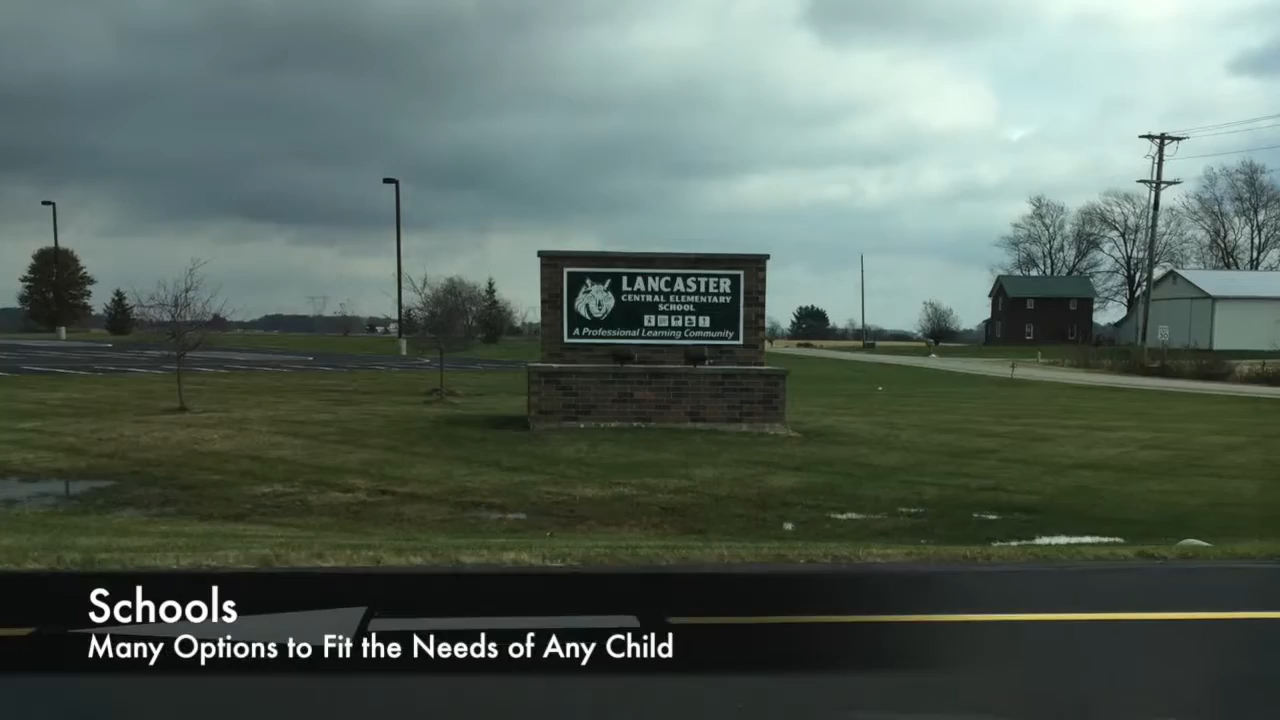 LANCASTER
CENTRAL ELEMENTARY
SCHOOL
A Professional Learning Community
Schools
Many Options to Fit the Needs of Any Child